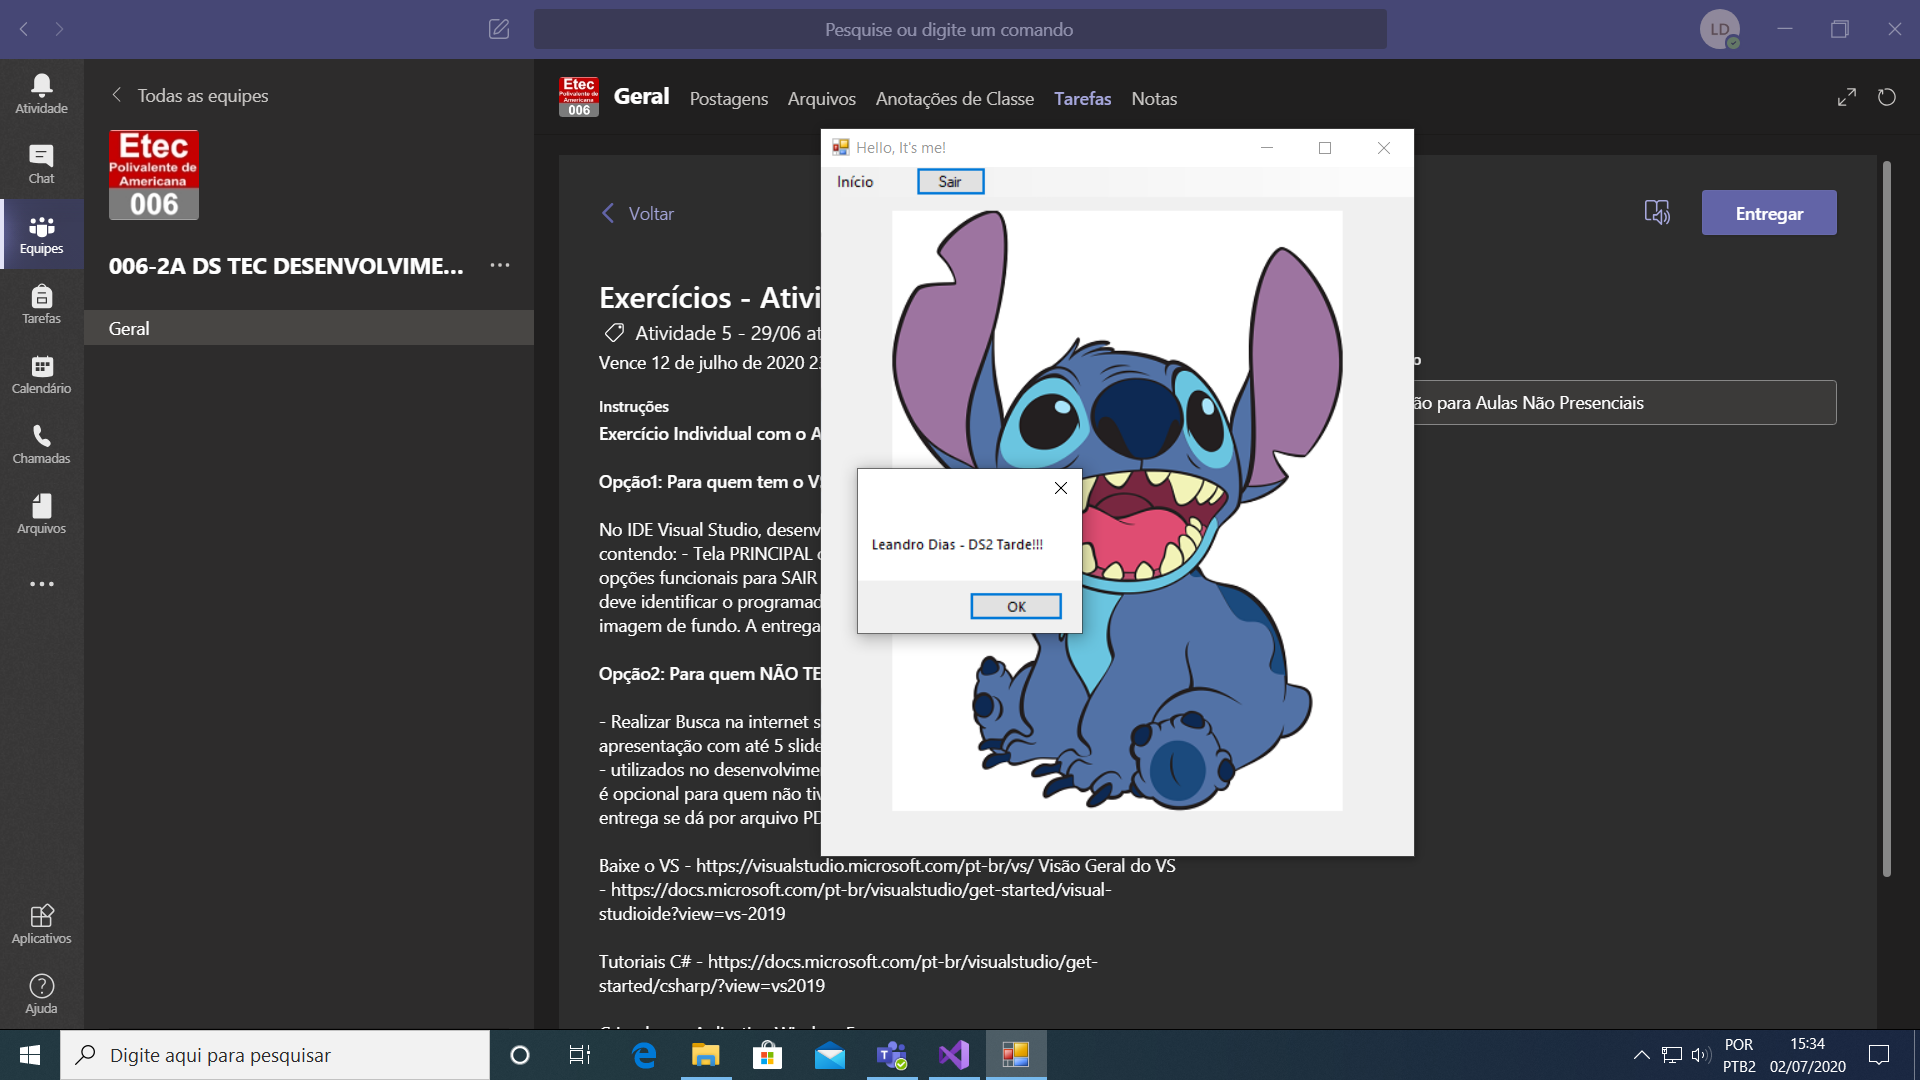 Pesquise ou digite um comando
LD
Atividade
Chat
Equipes
Tarefas
Calendário
Chamadas
Arquivos
Aplicativos
Ajuda
Todas as equipes
Etec
Polivalente de
Americana
006
006-2A DS TEC DESENVOLVIME...
Geral
Etec
Polivalente de
Americana
006
Geral
Postagens
Arquivos
Anotações de Classe
Tarefas
Notas
Voltar
Entregar
Exercícios - Ativi
Atividade 5 - 29/06 at
Vence 12 de julho de 2020 2
Instruções
Exercício Individual com o A
Opção1: Para quem tem o V
No IDE Visual Studio, desenv
contendo: - Tela PRINCIPAL
opções funcionais para SAIR
deve identificar o programad
imagem de fundo. A entrega
Opção2: Para quem NÃO TE
- Realizar Busca na internet s
apresentação com até 5 slide
- utilizados no desenvolvime
é opcional para quem não tiv
entrega se dá por arquivo PD
Baixe o VS - https://visualstudio.microsoft.com/pt-br/vs/ Visão Geral do VS
- https://docs.microsoft.com/pt-br/visualstudio/get-started/visual-
studioide?view=vs-2019
Tutoriais C# - https://docs.microsoft.com/pt-br/visualstudio/get-
started/csharp/?view=vs2019
ão para Aulas Não Presenciais
Hello, It's me!
Início
Sair
Leandro Dias - DS2 Tarde!!!
OK
Digite aqui para pesquisar
POR
PTB2
15:34
02/07/2020